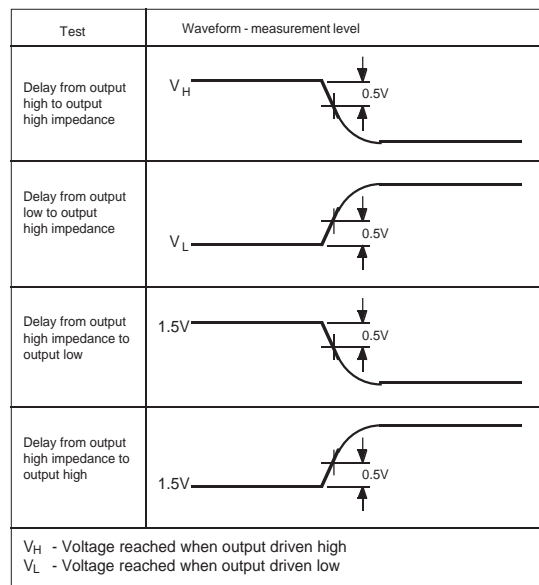 Test
Waveform - measurement level
Delay from output
high to output
high impedance
VH
0.5V
Delay from output
low to output
high impedance
VL
0.5V
Delay from output
high impedance to
output low
1.5V
0.5V
Delay from output
high impedance to
output high
1.5V
0.5V
VH - Voltage reached when output driven high
VL - Voltage reached when output driven low